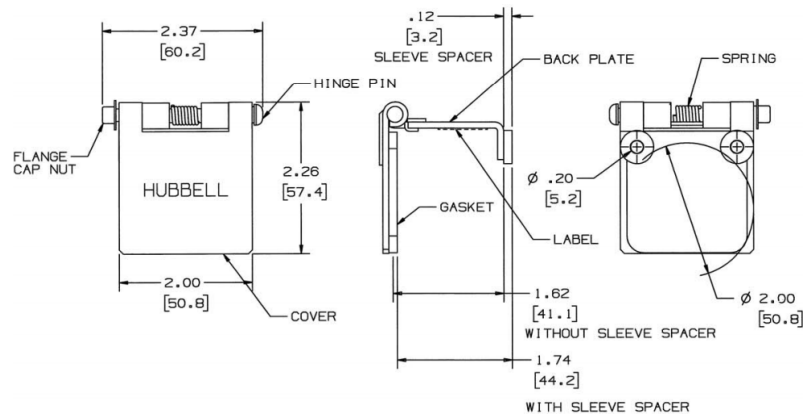 2.37
[60.2]
HINGE PIN
FLANGE
CAP NUT
HUBBELL
2.26
[57.4]
2.00
[50.8]
COVER
.12
[3.2]
SLEEVE SPACER
BACK PLATE
GASKET
LABEL
1.62
[41.1]
WITHOUT SLEEVE SPACER
1.74
[44.2]
WITH SLEEVE SPACER
SPRING
Ø .20
[5.2]
Ø 2.00
[50.8]